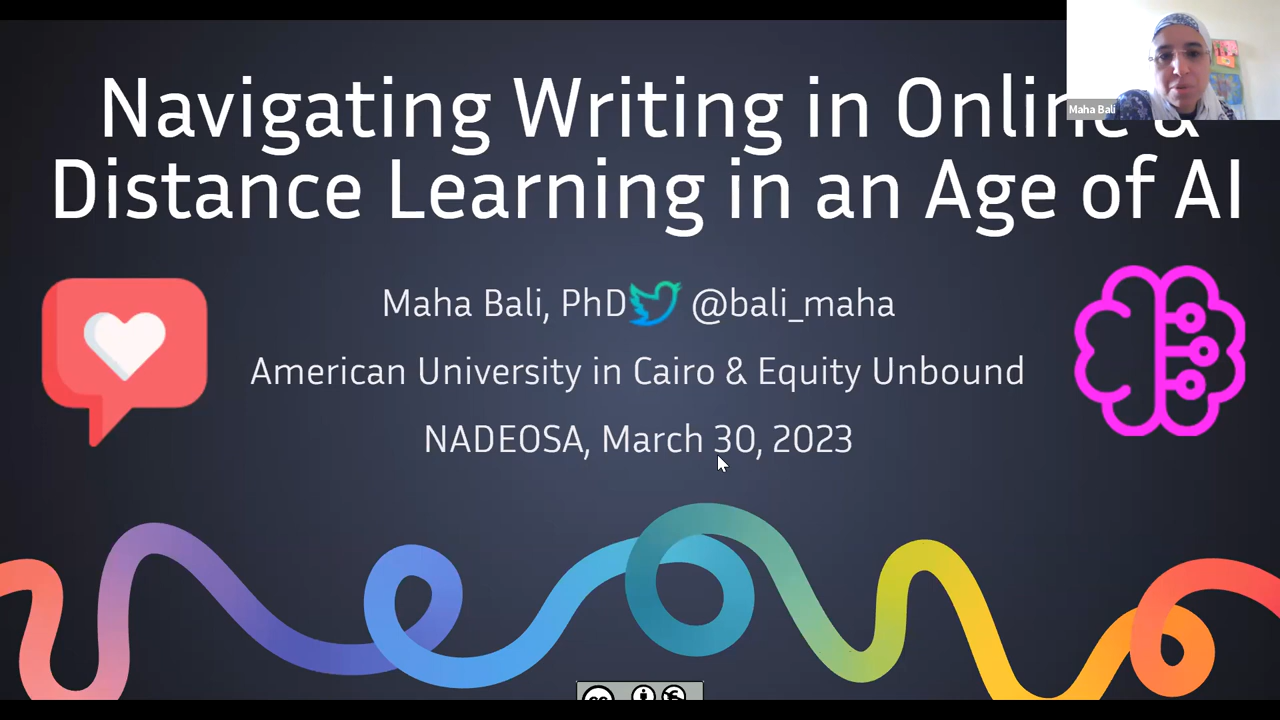 Navigating Writing in Online &
Distance Learning in an Age of AI
Maha Bali
Maha Bali, PhD @bali_maha
American University in Cairo & Equity Unbound
NADEOSA, March 30, 2023
cc